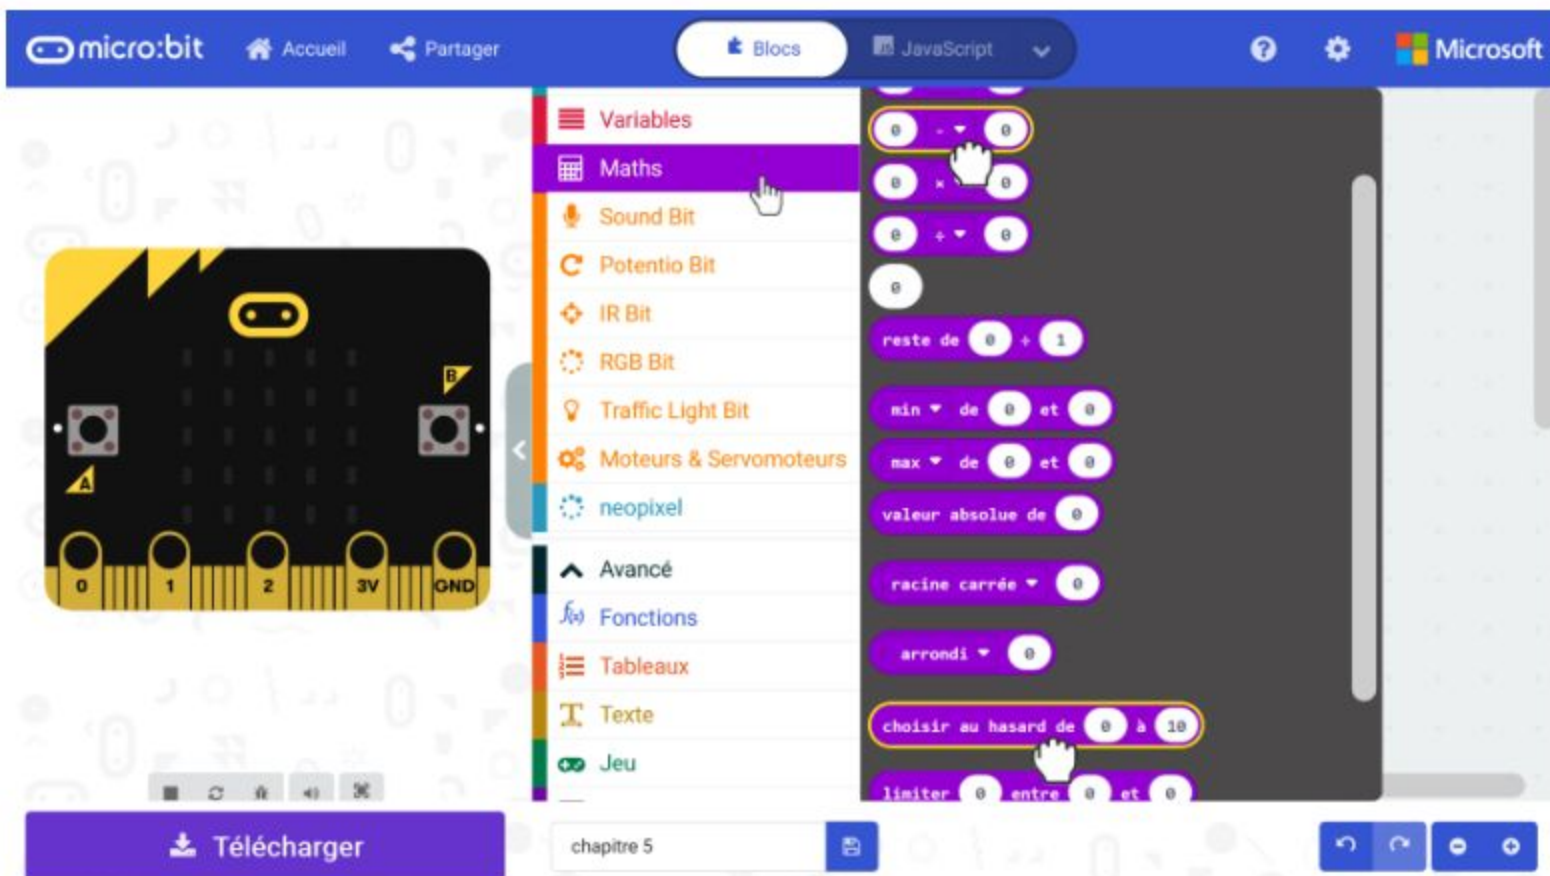 micro:bit Accueil Partager Blocs JavaScript Microsoft
Variables
Maths
Sound Bit
Potentio Bit
IR Bit
RGB Bit
Traffic Light Bit
Moteurs & Servomoteurs
neopixel
Avancé
Fonctions
Tableaux
Texte
Jeu
0 - 0
0 × 0
0 ÷ 0
0
reste de 0 ÷ 1
min de 0 et 0
max de 0 et 0
valeur absolue de 0
racine carrée 0
arrondi 0
choisir au hasard de 0 à 10
limiter 0 entre 0 et 0
B
A
0 1 2 3V GND
Télécharger
chapitre 5